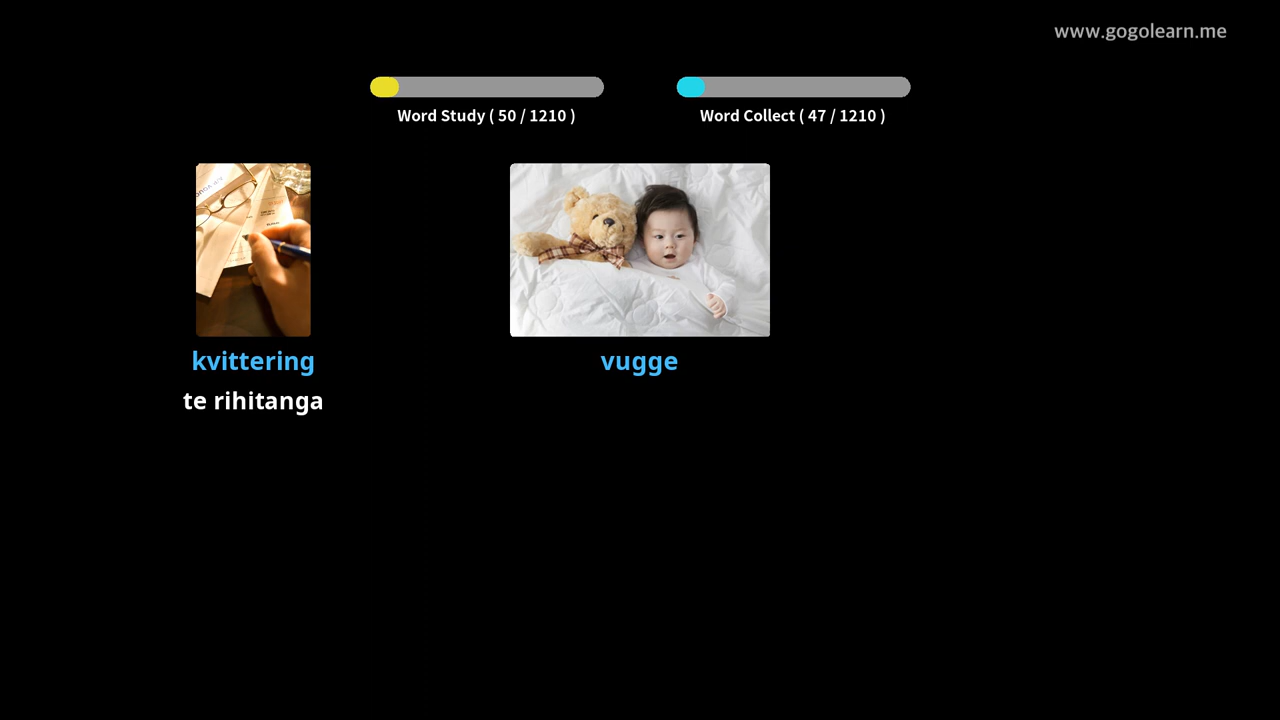 www.gogolearn.me
Word Study ( 50 / 1210 )
Word Collect ( 47 / 1210 )
kvittering
vugge
te rihitanga